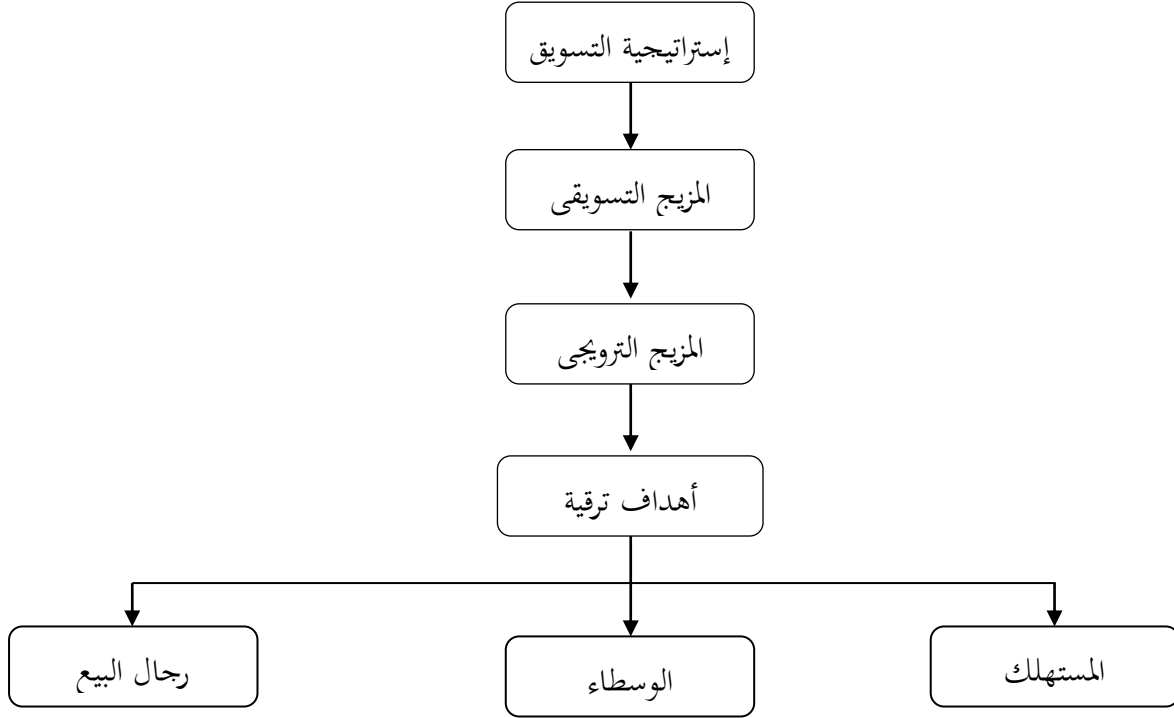 إستراتيجية التسويق
المزيج التسويقى
المزيج الترويجى
أهداف ترقية
المستهلك
الوسطاء
رجال البيع